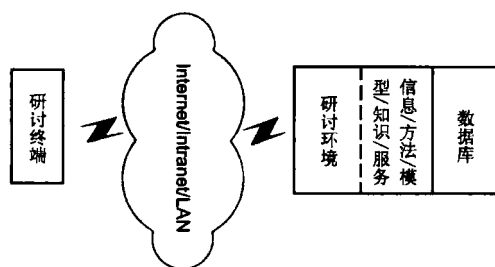 研讨终端
Internet/Intranet/LAN
研讨环境
信息/方法/模
型/知识/服务
数据库